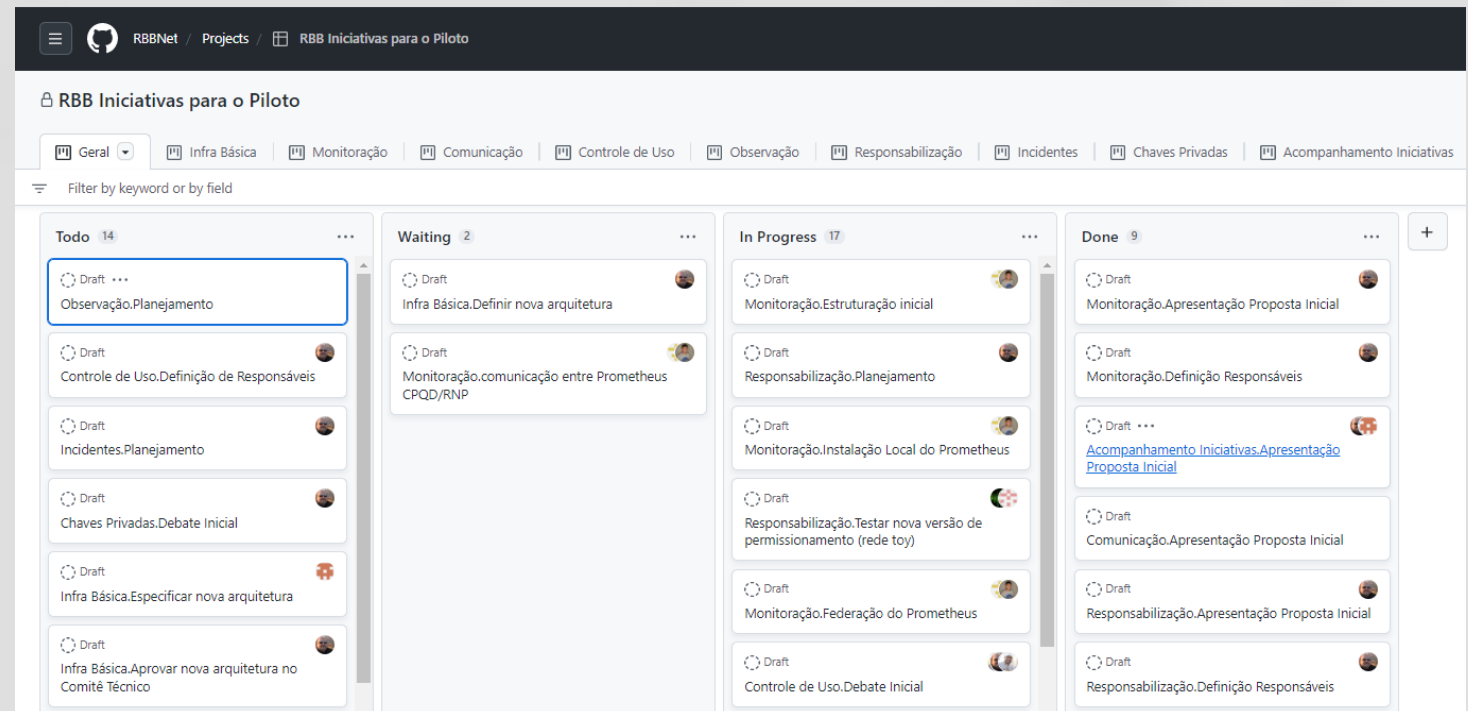 RBBNet / Projects / RBB Iniciativas para o Piloto
RBB Iniciativas para o Piloto
Geral Infra Básica Monitoração Comunicação Controle de Uso Observação Responsabilização Incidentes Chaves Privadas Acompanhamento Iniciativas
Filter by keyword or by field
Todo 14 ...
Draft ...
Observação.Planejamento
Draft
Controle de Uso.Definição de Responsáveis
Draft
Incidentes.Planejamento
Draft
Chaves Privadas.Debate Inicial
Draft
Infra Básica.Especificar nova arquitetura
Draft
Infra Básica.Aprovar nova arquitetura no
Comitê Técnico
Waiting 2 ...
Draft
Infra Básica.Definir nova arquitetura
Draft
Monitoração.comunicação entre Prometheus
CPQD/RNP
In Progress 17 ...
Draft
Monitoração.Estruturação inicial
Draft
Responsabilização.Planejamento
Draft
Monitoração.Instalação Local do Prometheus
Draft
Responsabilização.Testar nova versão de
permissionamento (rede toy)
Draft
Monitoração.Federação do Prometheus
Draft
Controle de Uso.Debate Inicial
Done 9 ...
Draft
Monitoração.Apresentação Proposta Inicial
Draft
Monitoração.Definição Responsáveis
Draft ...
Acompanhamento Iniciativas.Apresentação
Proposta Inicial
Draft
Comunicação.Apresentação Proposta Inicial
Draft
Responsabilização.Apresentação Proposta Inicial
Draft
Responsabilização.Definição Responsáveis
+